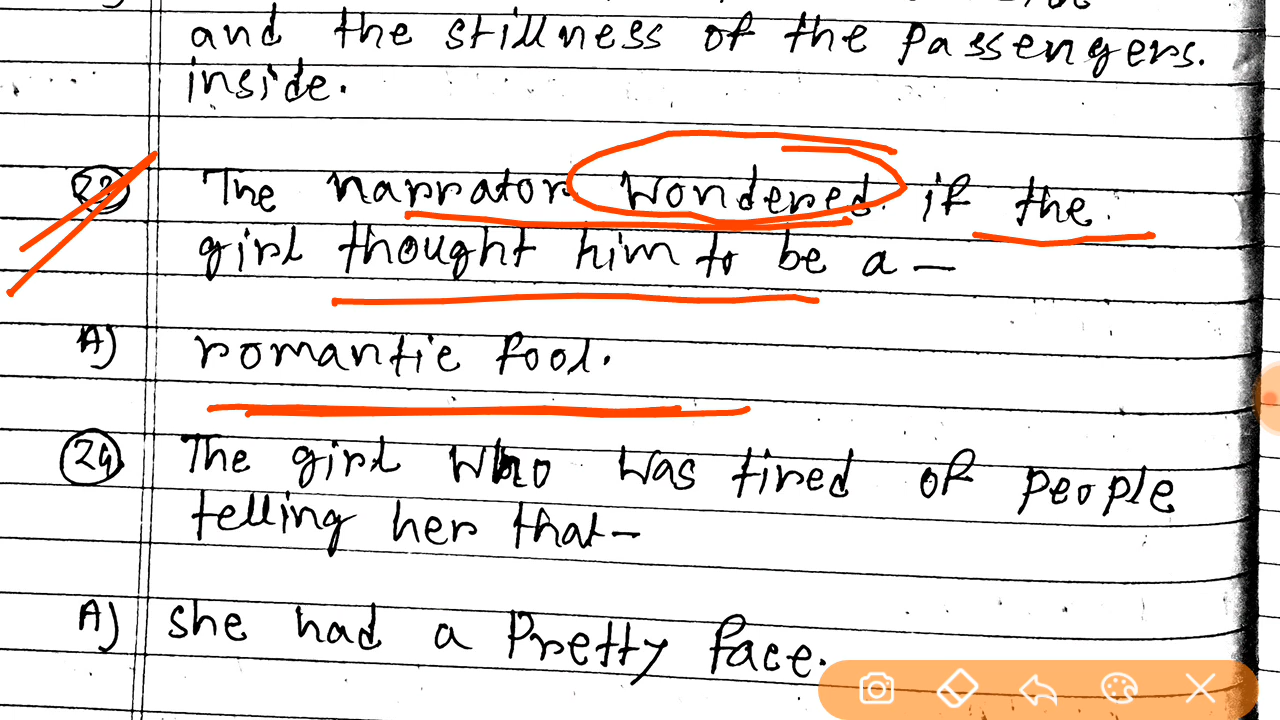 and the stillness of the passengers.
inside.
The narrator wondered if the
girl thought him to be a —
A) romantic fool.
24 The girl who was tired of people
telling her that—
A) She had a Pretty face.